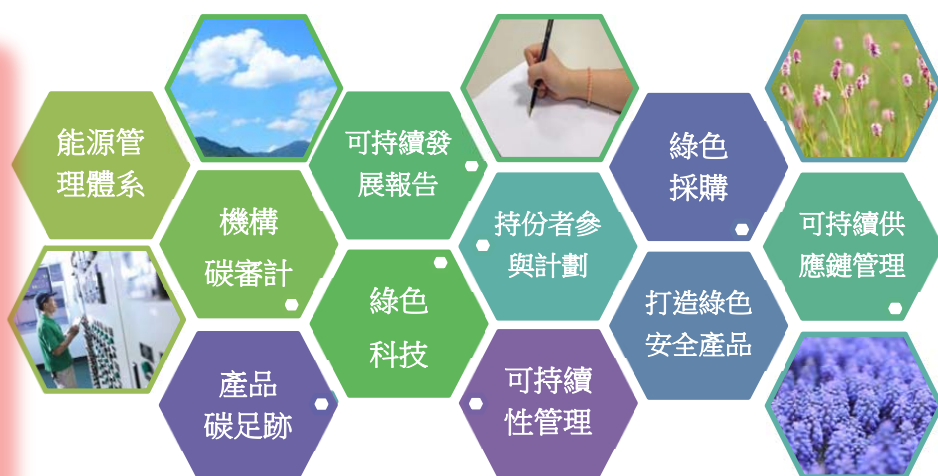 能源管
理體系
機構
碳審計
產品
碳足跡
可持續發
展報告
綠色
科技
持份者參
與計劃
可持續
性管理
綠色
採購
打造綠色
安全產品
可持續供
應鏈管理